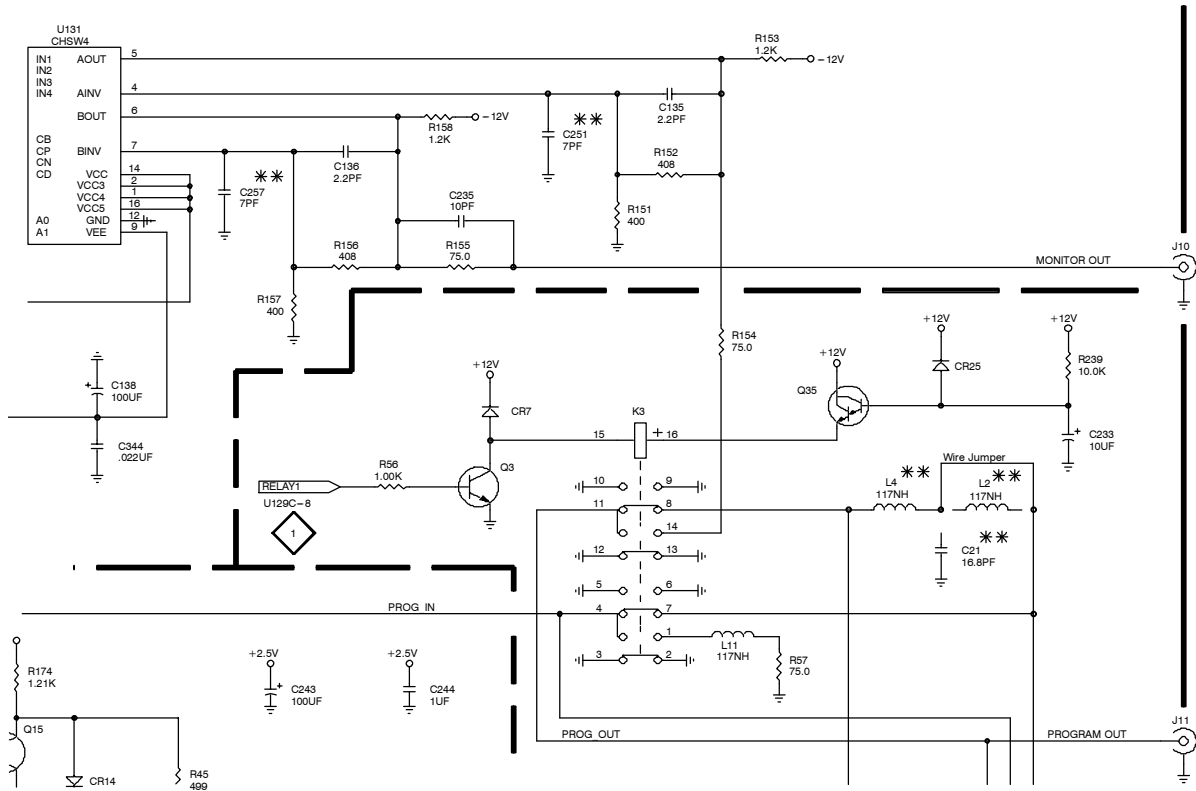 U131
CHSW4
IN1 AOUT 5
IN2
IN3
IN4 AINV 4
BOUT 6
CB
CP BINV 7
CN
CD VCC 14
VCC3 2
VCC4 1
VCC5 16
A0 GND 12
A1 VEE 9
R153
1.2K
-12V
C135
2.2PF
R158
1.2K
-12V
C251
7PF
**
R152
408
C136
2.2PF
**
C257
7PF
C235
10PF
R151
400
R156
408
R155
75.0
MONITOR OUT
J10
R157
400
R154
75.0
+12V
+12V
+12V
+12V
CR25
R239
10.0K
Q35
C138
100UF
+
CR7
K3
15
+
16
+
C233
10UF
C344
.022UF
R56
1.00K
Q3
RELAY1
U129C-8
1
Wire Jumper
**
L4
117NH
**
L2
117NH
10
9
11
8
14
**
C21
16.8PF
12
13
5
6
PROG_IN
4
7
1
L11
117NH
R57
75.0
3
2
R174
1.21K
+2.5V
+
C243
100UF
+2.5V
C244
1UF
Q15
CR14
R45
499
PROG_OUT
PROGRAM OUT
J11